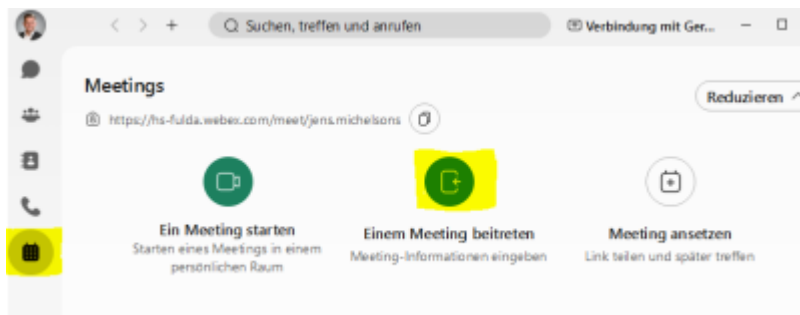 Suchen, treffen und anrufen
Verbindung mit Ger...
Meetings
Reduzieren
https://hs-fulda.webex.com/meet/jens.michelsons
Ein Meeting starten
Starten eines Meetings in einem
persönlichen Raum
Einem Meeting beitreten
Meeting-Informationen eingeben
Meeting ansetzen
Link teilen und später treffen